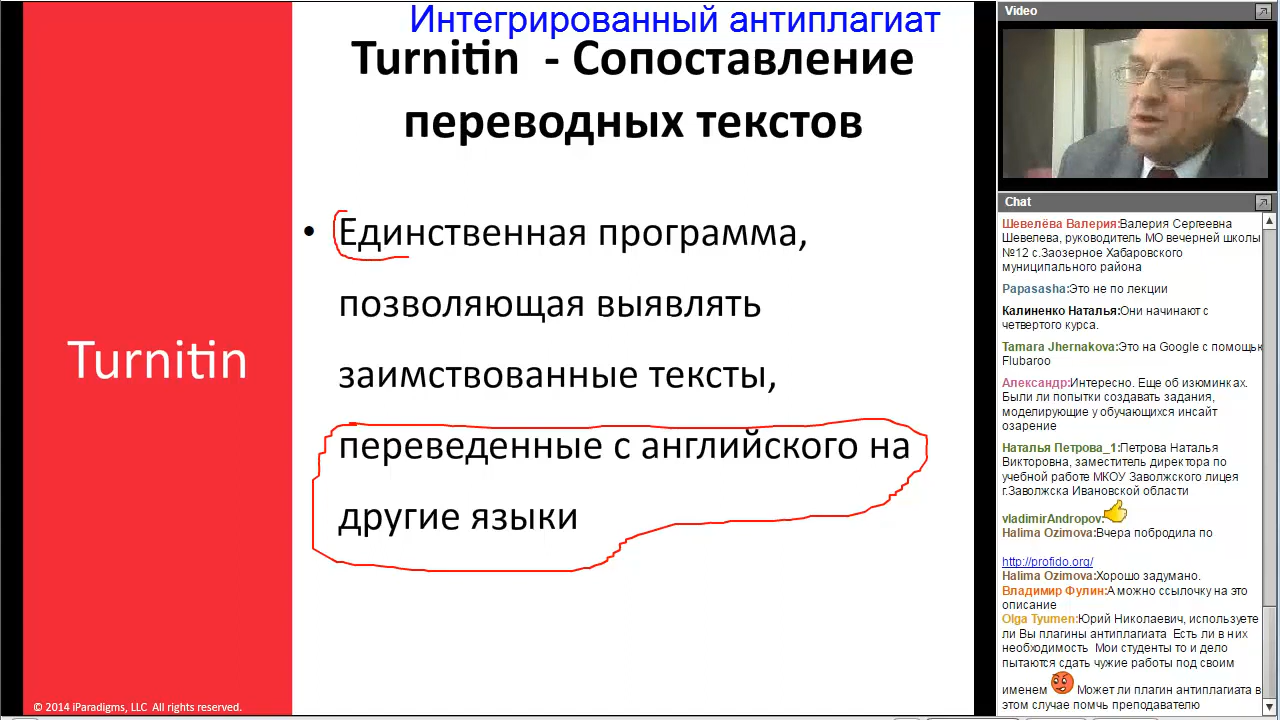 Интегрированный антиплагиат
Turnitin - Сопоставление
переводных текстов
• Единственная программа,
позволяющая выявлять
заимствованные тексты,
переведенные с английского на
другие языки
Turnitin
© 2014 iParadigms, LLC All rights reserved.
Video
Chat
Шевелёва Валерия:Валерия Сергеевна
Шевелева, руководитель МО вечерней школы
№12 с.Заозерное Хабаровского
муниципального района
Papasasha:Это не по лекции
Калиненко Наталья:Они начинают с
четвертого курса.
Tamara Jhernakova:Это на Google с помощью
Flubaroo
Александр:Интересно. Еще об изюминках.
Были ли попытки создавать задания,
моделирующие у обучающихся инсайт
озарение
Наталья Петрова_1:Петрова Наталья
Викторовна, заместитель директора по
учебной работе МКОУ Заволжского лицея
г.Заволжска Ивановской области
vladimirAndropov:
Halima Ozimova:Вчера побродила по
http://profido.org/
Halima Ozimova:Хорошо задумано.
Владимир Фулин:А можно ссылочку на это
описание
Olga Tyumen:Юрий Николаевич, используете
ли Вы плагины антиплагиата Есть ли в них
необходимость Мои студенты то и дело
пытаются сдать чужие работы под своим
именем Может ли плагин антиплагиата в
этом случае помчь преподавателю